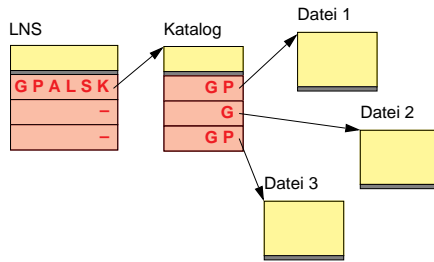 LNS
Katalog
Datei 1
G P A L S K
–
–
G P
G
G P
Datei 2
Datei 3